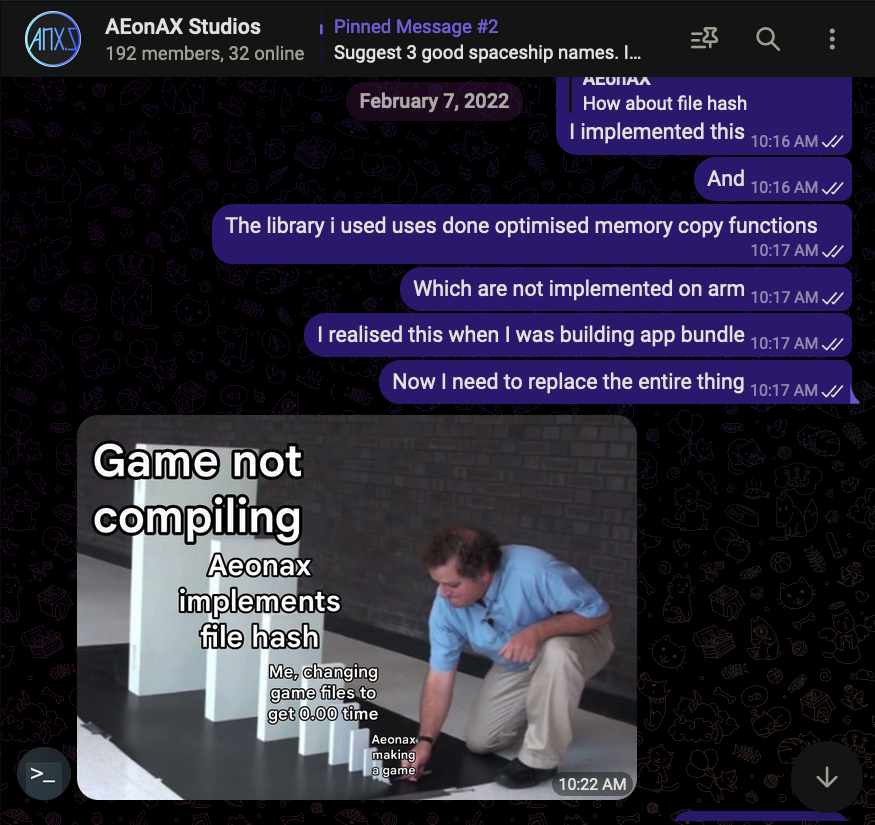 ANXS
AEonAX Studios
192 members, 32 online
Pinned Message #2
Suggest 3 good spaceship names. I...
February 7, 2022
AEonAX
How about file hash
I implemented this 10:16 AM
And 10:16 AM
The library i used uses done optimised memory copy functions
10:17 AM
Which are not implemented on arm 10:17 AM
I realised this when I was building app bundle 10:17 AM
Now I need to replace the entire thing 10:17 AM
Game not
compiling
Aeonax
implements
file hash
Me, changing
game files to
get 0.00 time
Aeonax
making
a game
10:22 AM
>_